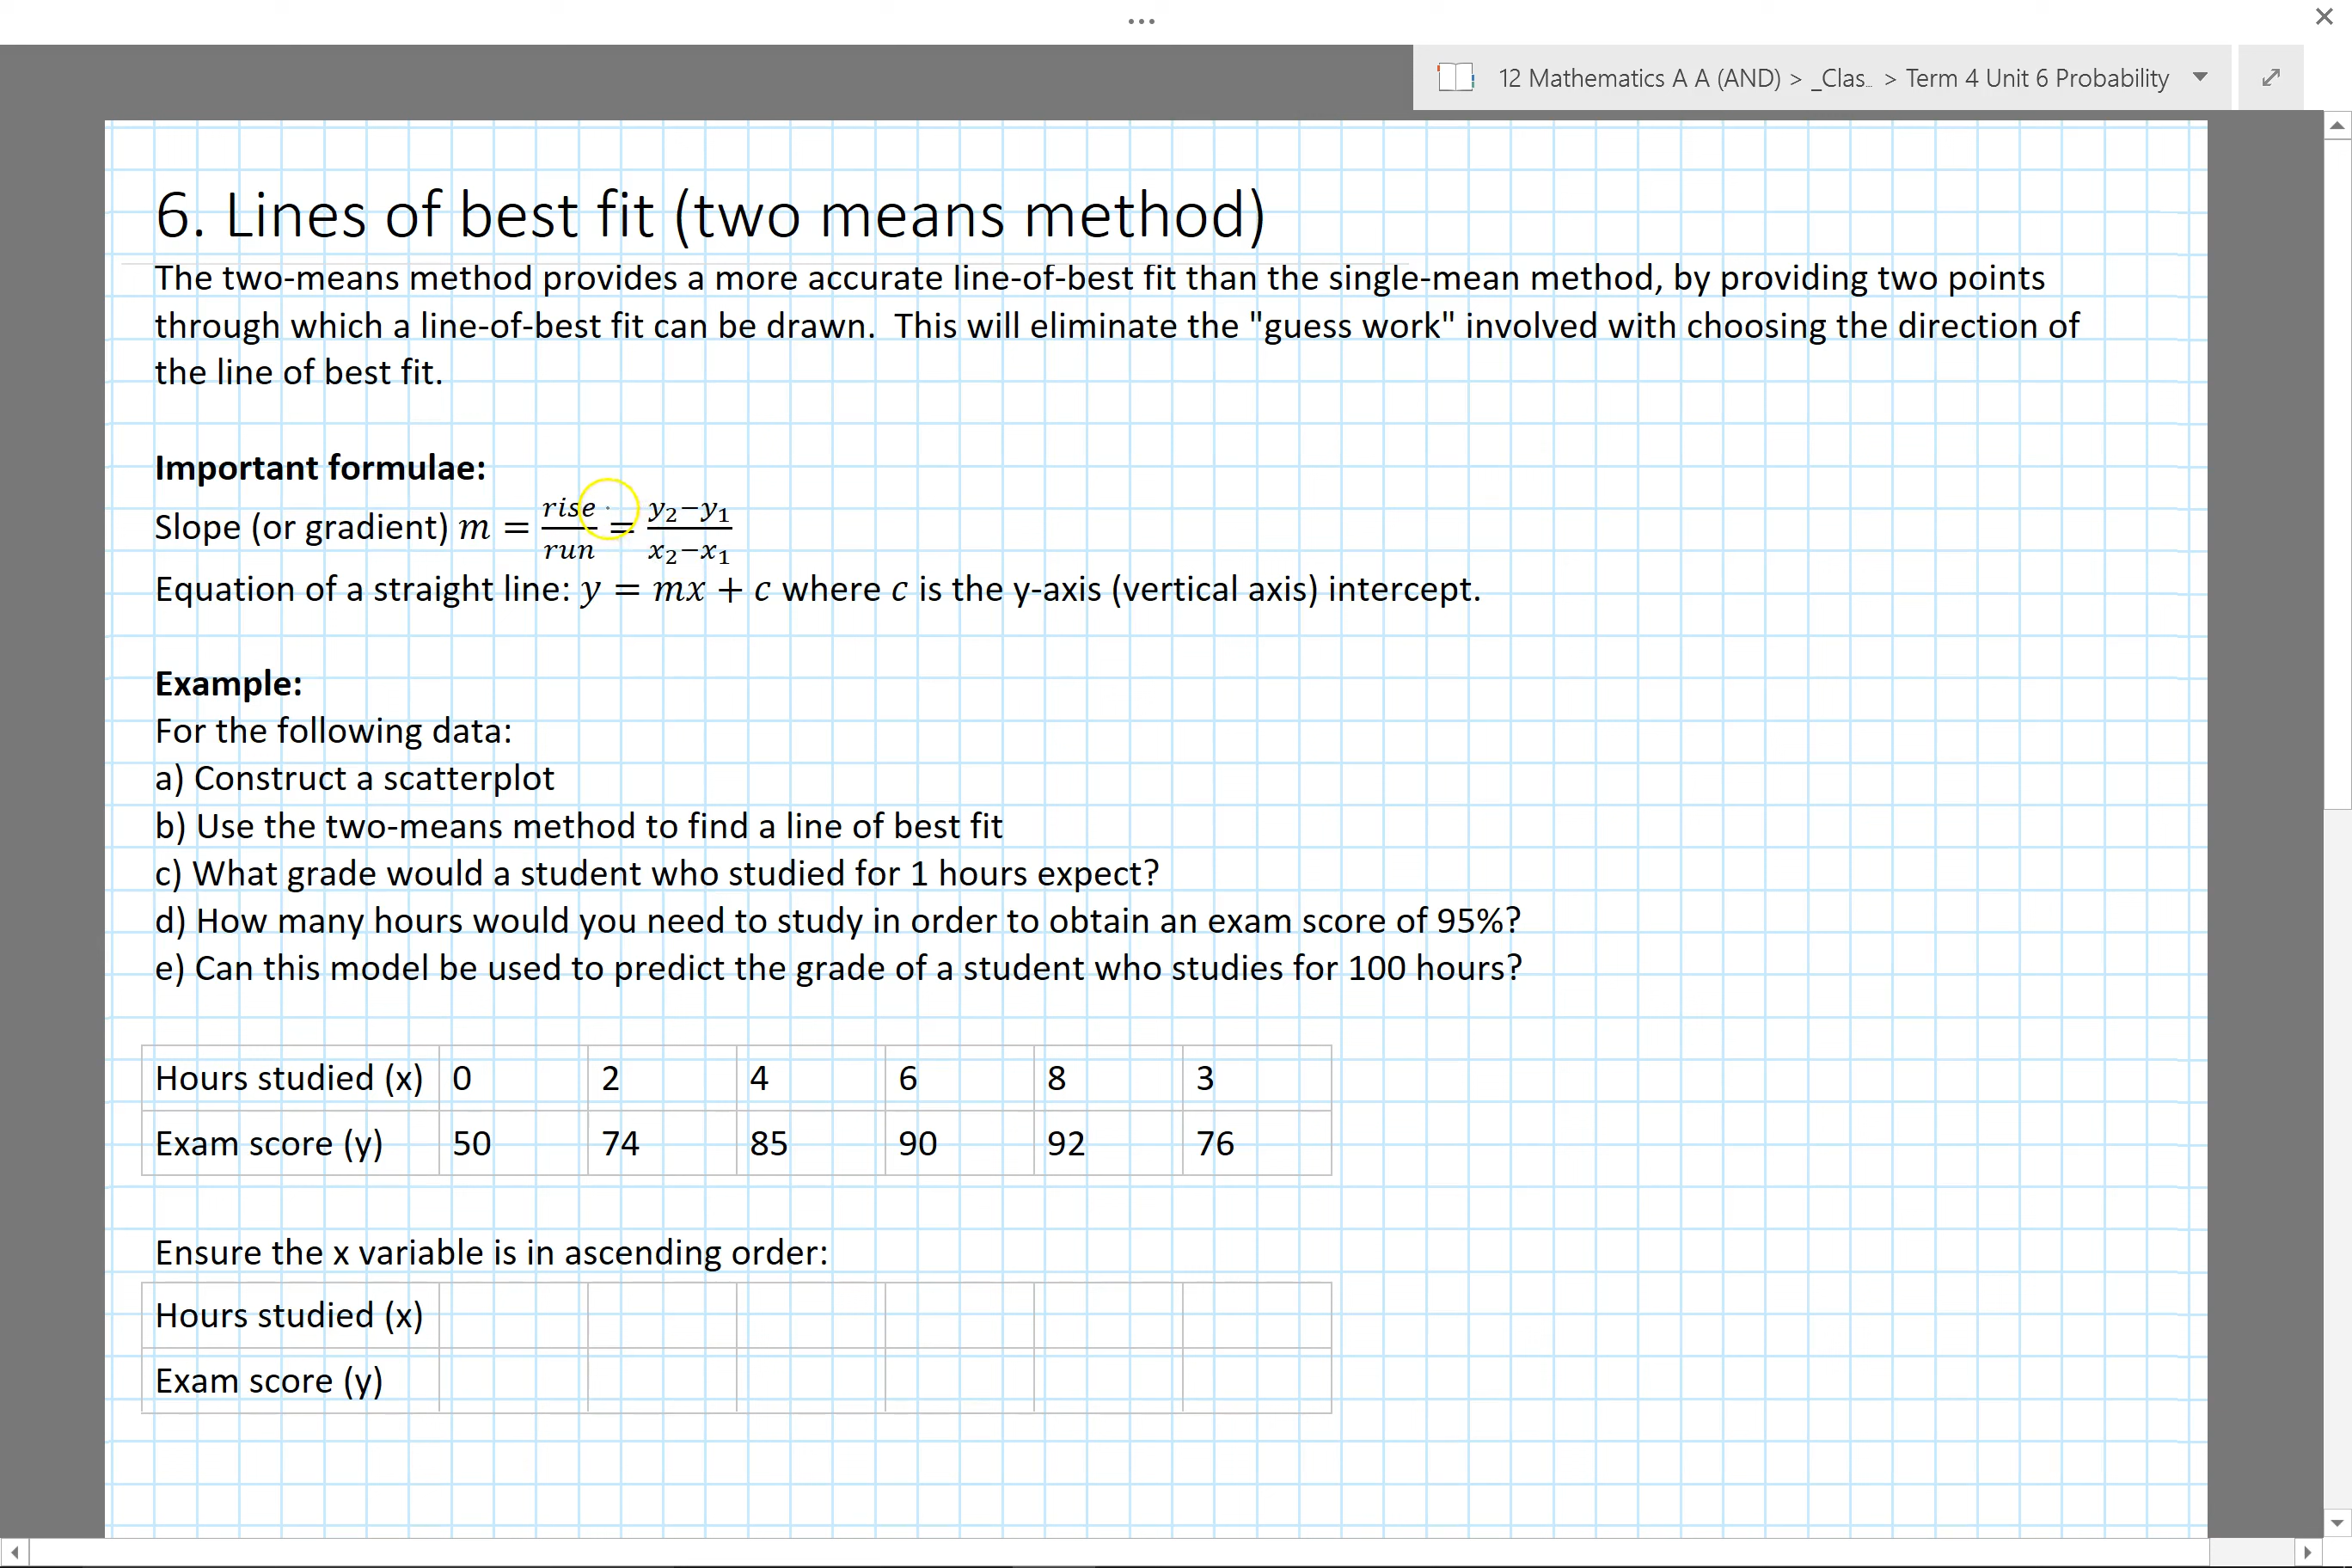 12 Mathematics A A (AND) > _Clas... > Term 4 Unit 6 Probability
6. Lines of best fit (two means method)
The two-means method provides a more accurate line-of-best fit than the single-mean method, by providing two points
through which a line-of-best fit can be drawn. This will eliminate the "guess work" involved with choosing the direction of
the line of best fit.
Important formulae:
Slope (or gradient) m = rise/run = (y₂−y₁)/(x₂−x₁)
Equation of a straight line: y = mx + c where c is the y-axis (vertical axis) intercept.
Example:
For the following data:
a) Construct a scatterplot
b) Use the two-means method to find a line of best fit
c) What grade would a student who studied for 1 hours expect?
d) How many hours would you need to study in order to obtain an exam score of 95%?
e) Can this model be used to predict the grade of a student who studies for 100 hours?
Hours studied (x) 0 2 4 6 8 3
Exam score (y) 50 74 85 90 92 76
Ensure the x variable is in ascending order:
Hours studied (x)
Exam score (y)